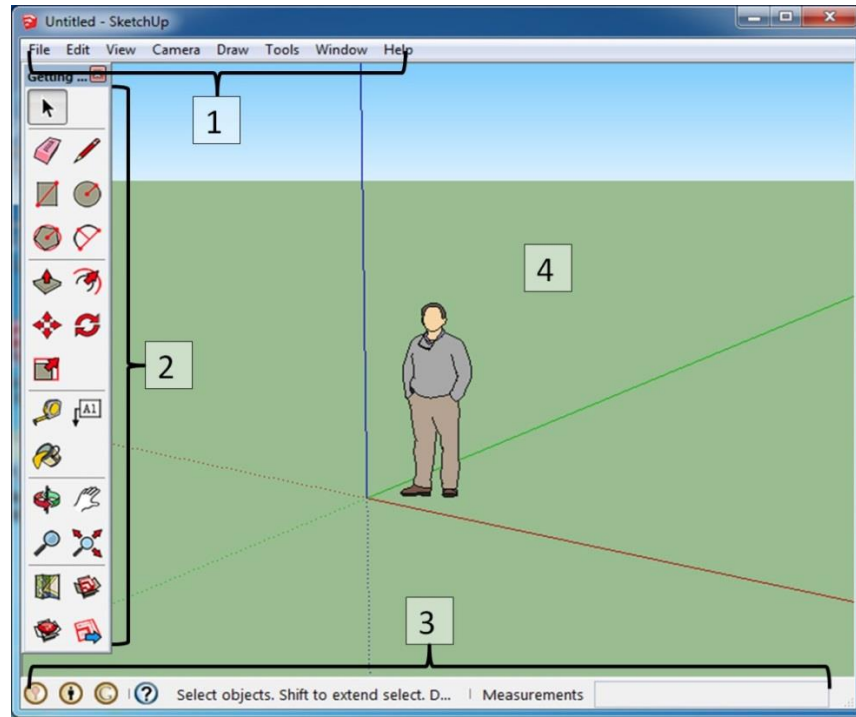 Untitled - SketchUp
File Edit View Camera Draw Tools Window Help
Getting ...
1
A1
4
2
3
Select objects. Shift to extend select. D... Measurements